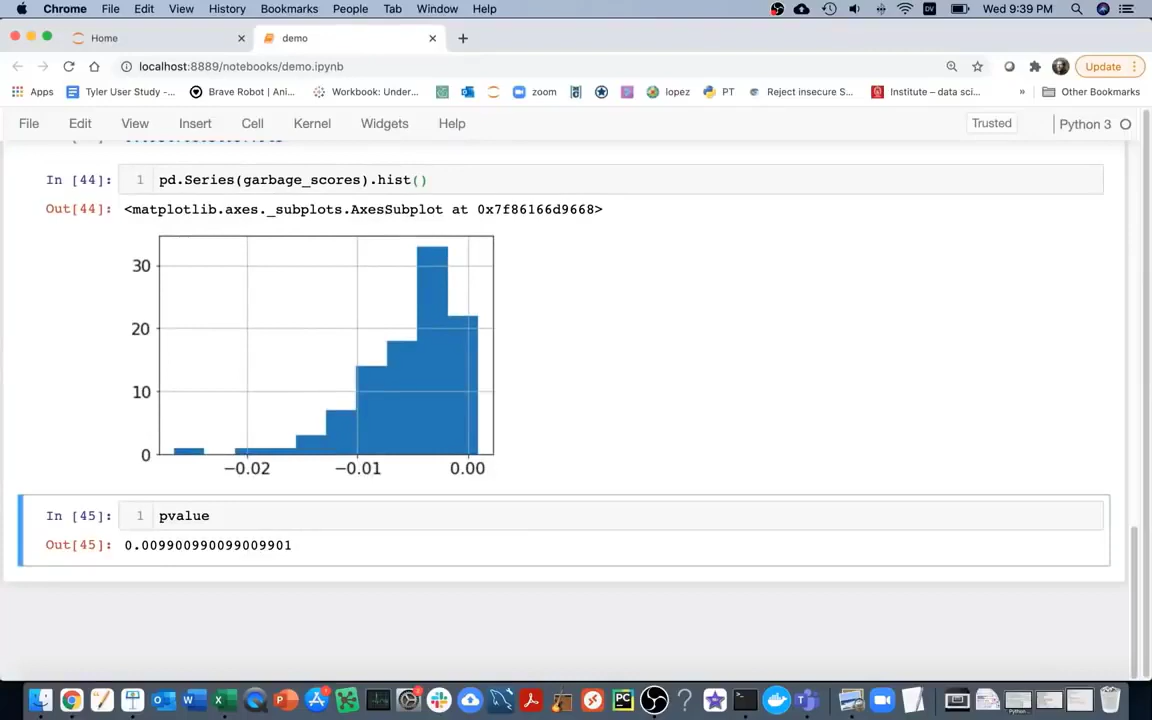 Chrome File Edit View History Bookmarks People Tab Window Help DV Wed 9:39 PM
Home demo
localhost:8889/notebooks/demo.ipynb Update
Apps Tyler User Study -... Brave Robot | Ani... Workbook: Under... zoom lopez PT Reject insecure S... Institute – data sci... » Other Bookmarks
File Edit View Insert Cell Kernel Widgets Help Trusted Python 3
In [44]: 1 pd.Series(garbage_scores).hist()
Out[44]: <matplotlib.axes._subplots.AxesSubplot at 0x7f86166d9668>
30
20
10
0
−0.02 −0.01 0.00
In [45]: 1 pvalue
Out[45]: 0.009900990099009901